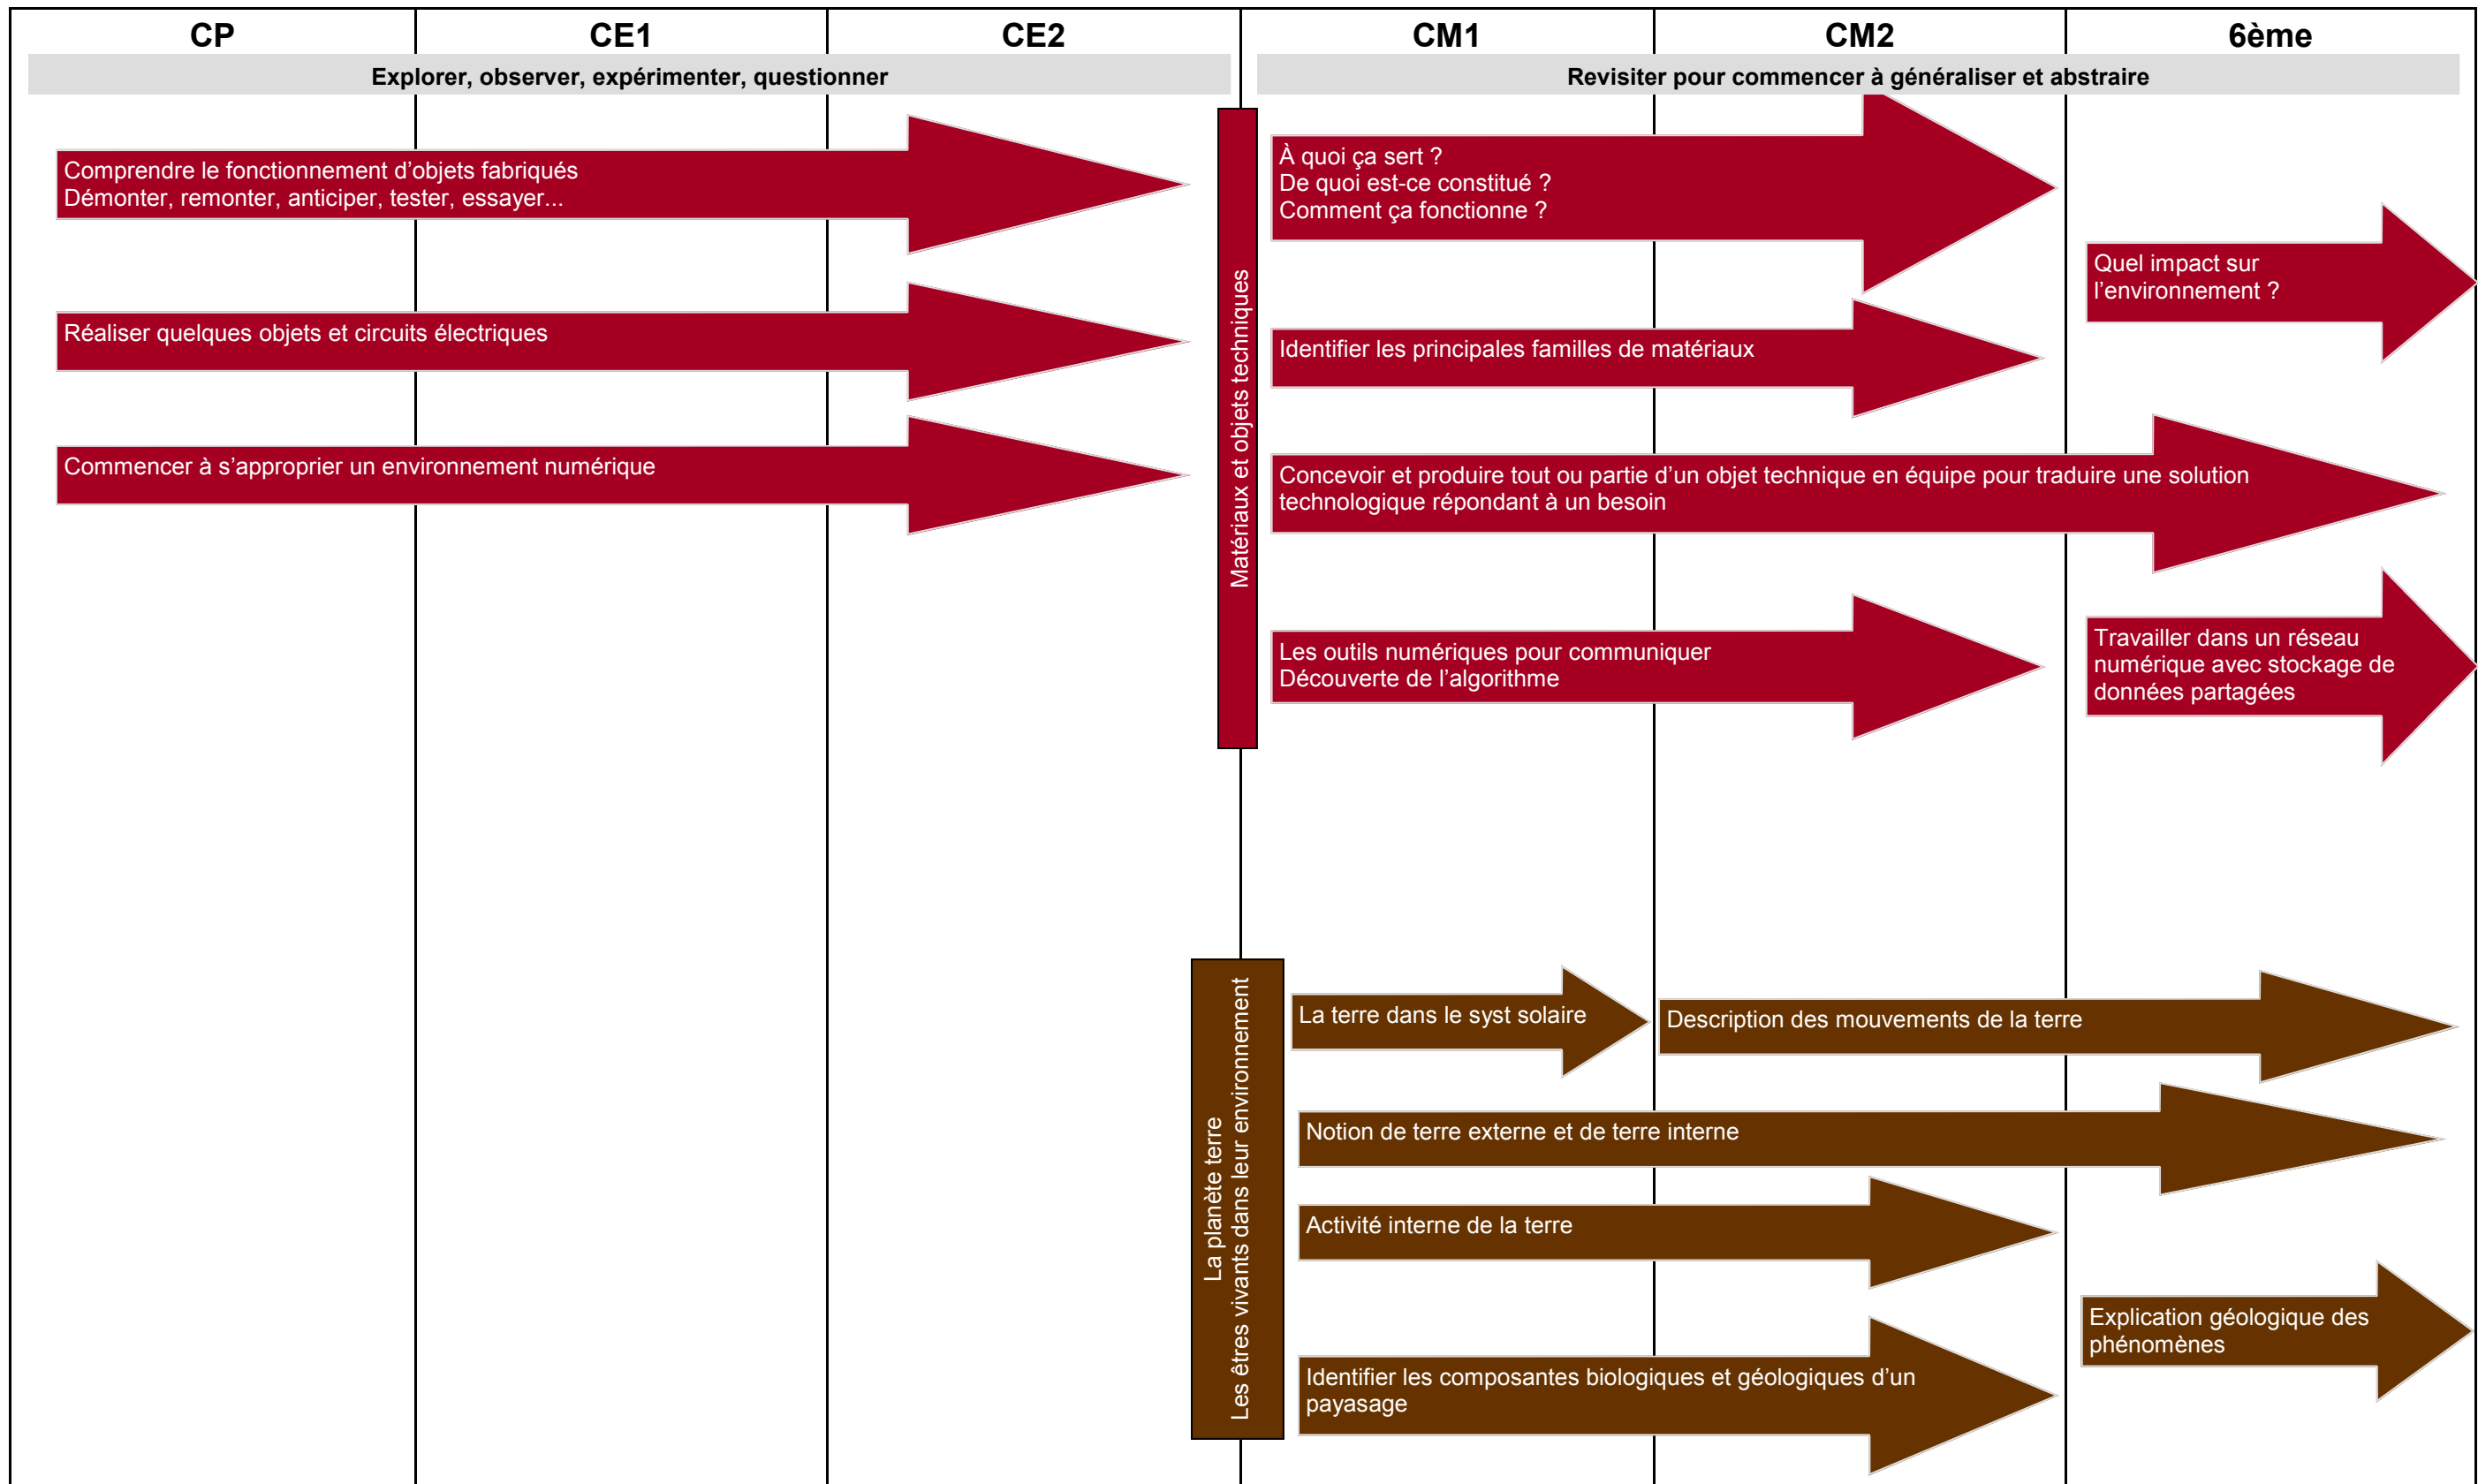 CP
CE1
CE2
CM1
CM2
6ème
Explorer, observer, expérimenter, questionner
Revisiter pour commencer à généraliser et abstraire
Comprendre le fonctionnement d’objets fabriqués
Démonter, remonter, anticiper, tester, essayer...
Réaliser quelques objets et circuits électriques
Commencer à s’approprier un environnement numérique
Matériaux et objets techniques
À quoi ça sert ?
De quoi est-ce constitué ?
Comment ça fonctionne ?
Quel impact sur
l’environnement ?
Identifier les principales familles de matériaux
Concevoir et produire tout ou partie d’un objet technique en équipe pour traduire une solution
technologique répondant à un besoin
Les outils numériques pour communiquer
Découverte de l’algorithme
Travailler dans un réseau
numérique avec stockage de
données partagées
La planète terre
Les êtres vivants dans leur environnement
La terre dans le syst solaire
Description des mouvements de la terre
Notion de terre externe et de terre interne
Activité interne de la terre
Explication géologique des
phénomènes
Identifier les composantes biologiques et géologiques d’un
payasage